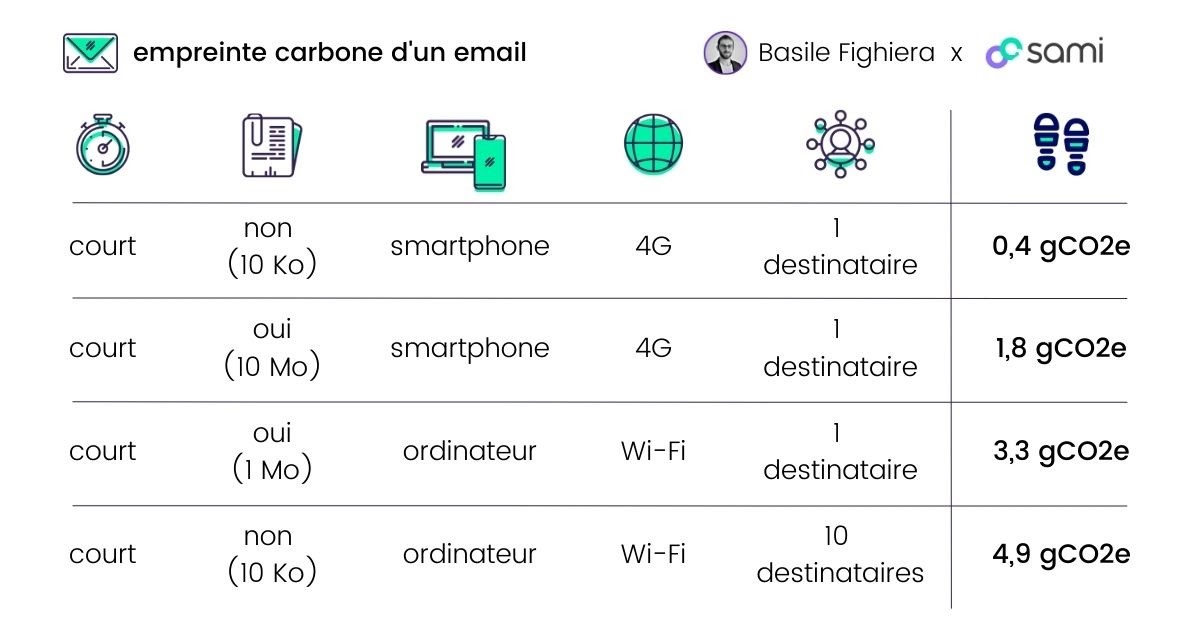 empreinte carbone d'un email
Basile Fighiera x sami
court
non
(10 Ko)
smartphone
4G
1
destinataire
0,4 gCO2e
court
oui
(10 Mo)
smartphone
4G
1
destinataire
1,8 gCO2e
court
oui
(1 Mo)
ordinateur
Wi-Fi
1
destinataire
3,3 gCO2e
court
non
(10 Ko)
ordinateur
Wi-Fi
10
destinataires
4,9 gCO2e